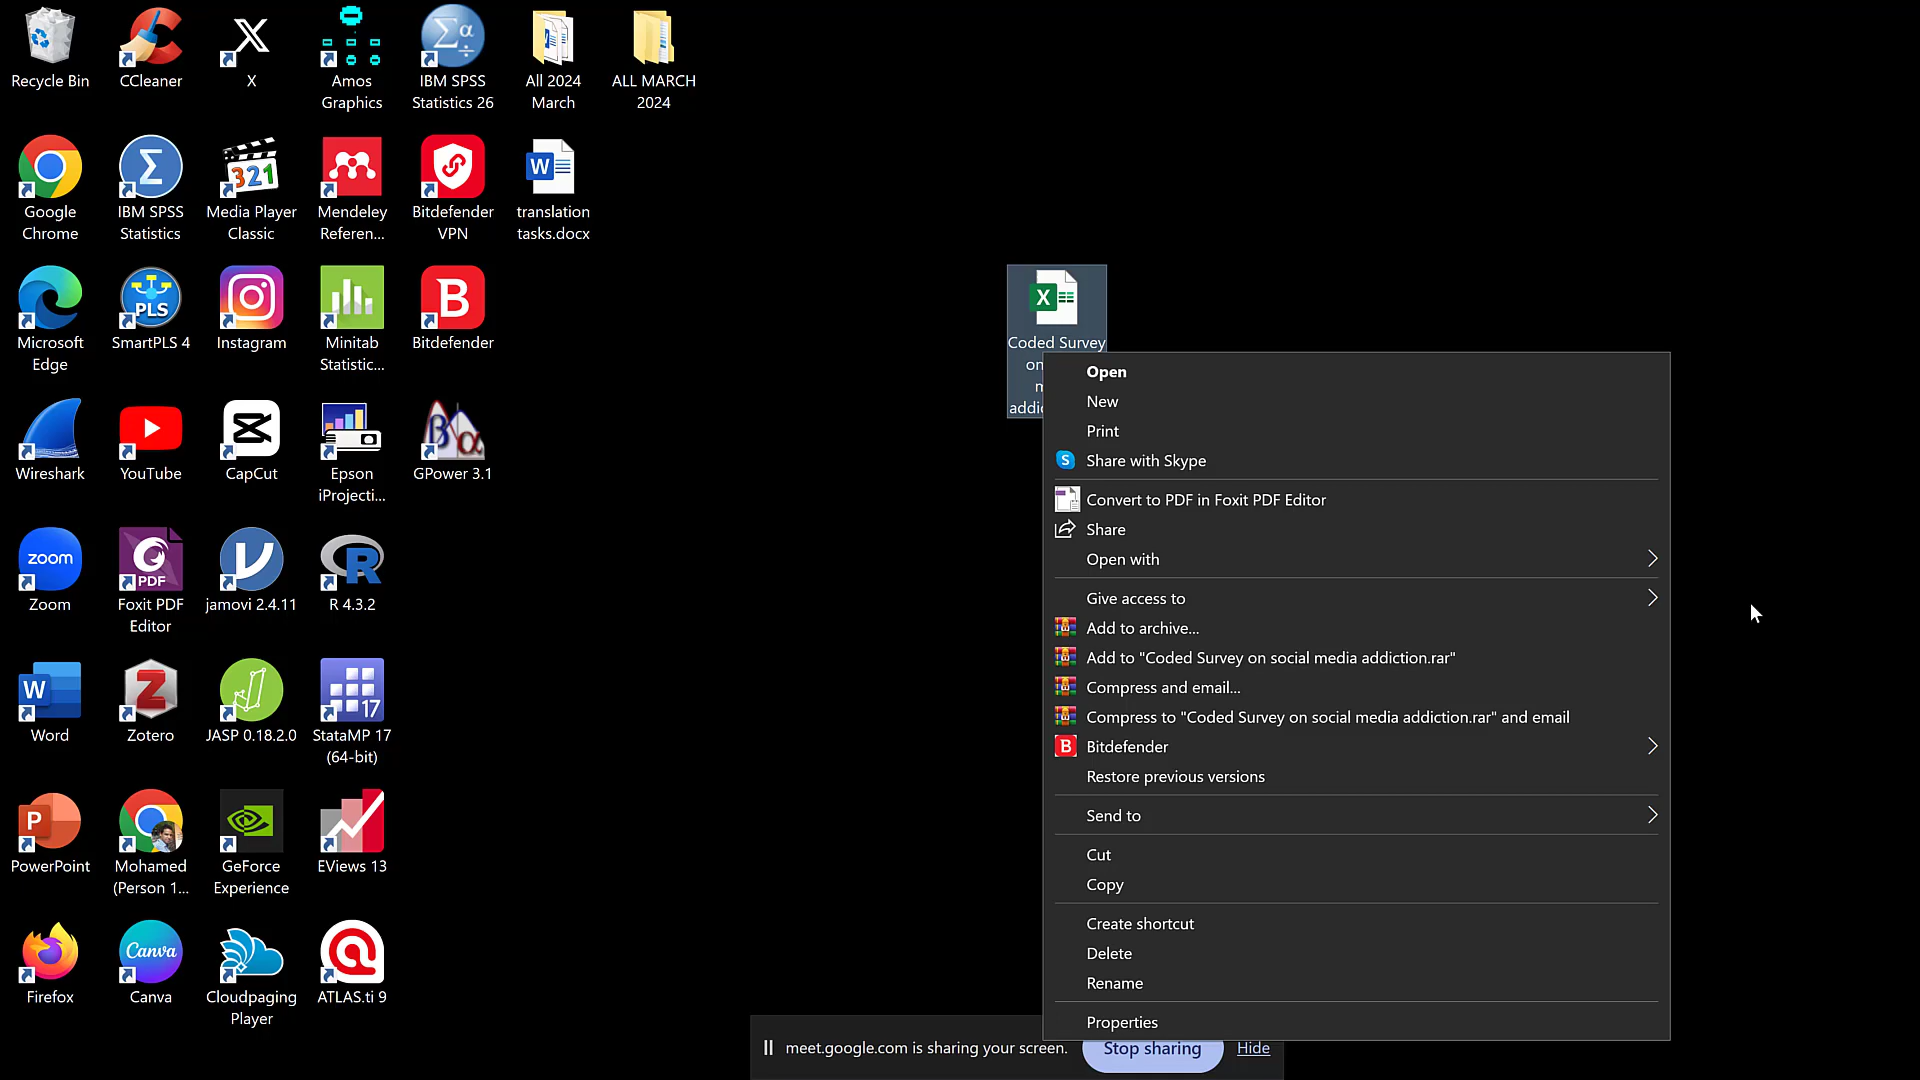 Recycle Bin
CCleaner
X
Amos
Graphics
IBM SPSS
Statistics 26
All 2024
March
ALL MARCH
2024
Google
Chrome
IBM SPSS
Statistics
321
Media Player
Classic
Mendeley
Referen...
Bitdefender
VPN
W
translation
tasks.docx
Microsoft
Edge
PLS
SmartPLS 4
Instagram
Minitab
Statistic...
B
Bitdefender
X
Coded Survey
on
m
addic
Wireshark
YouTube
CapCut
Epson
iProjecti...
GPower 3.1
zoom
Zoom
PDF
Foxit PDF
Editor
jamovi 2.4.11
R
R 4.3.2
W
Word
Z
Zotero
JASP 0.18.2.0
17
StataMP 17
(64-bit)
P
PowerPoint
Mohamed
(Person 1...
GeForce
Experience
EViews 13
Firefox
Canva
Canva
Cloudpaging
Player
ATLAS.ti 9
Open
New
Print
S Share with Skype
Convert to PDF in Foxit PDF Editor
Share
Open with
Give access to
Add to archive...
Add to "Coded Survey on social media addiction.rar"
Compress and email...
Compress to "Coded Survey on social media addiction.rar" and email
B Bitdefender
Restore previous versions
Send to
Cut
Copy
Create shortcut
Delete
Rename
Properties
meet.google.com is sharing your screen.
Stop sharing
Hide